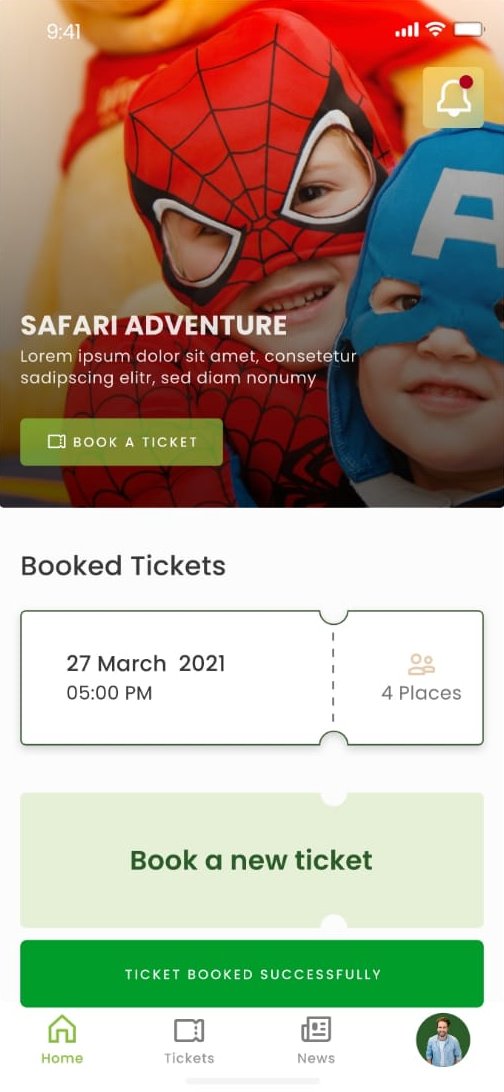 9:41
SAFARI ADVENTURE
Lorem ipsum dolor sit amet, consetetur
sadipscing elitr, sed diam nonumy
BOOK A TICKET
Booked Tickets
27 March 2021
05:00 PM
4 Places
Book a new ticket
TICKET BOOKED SUCCESSFULLY
Home
Tickets
News